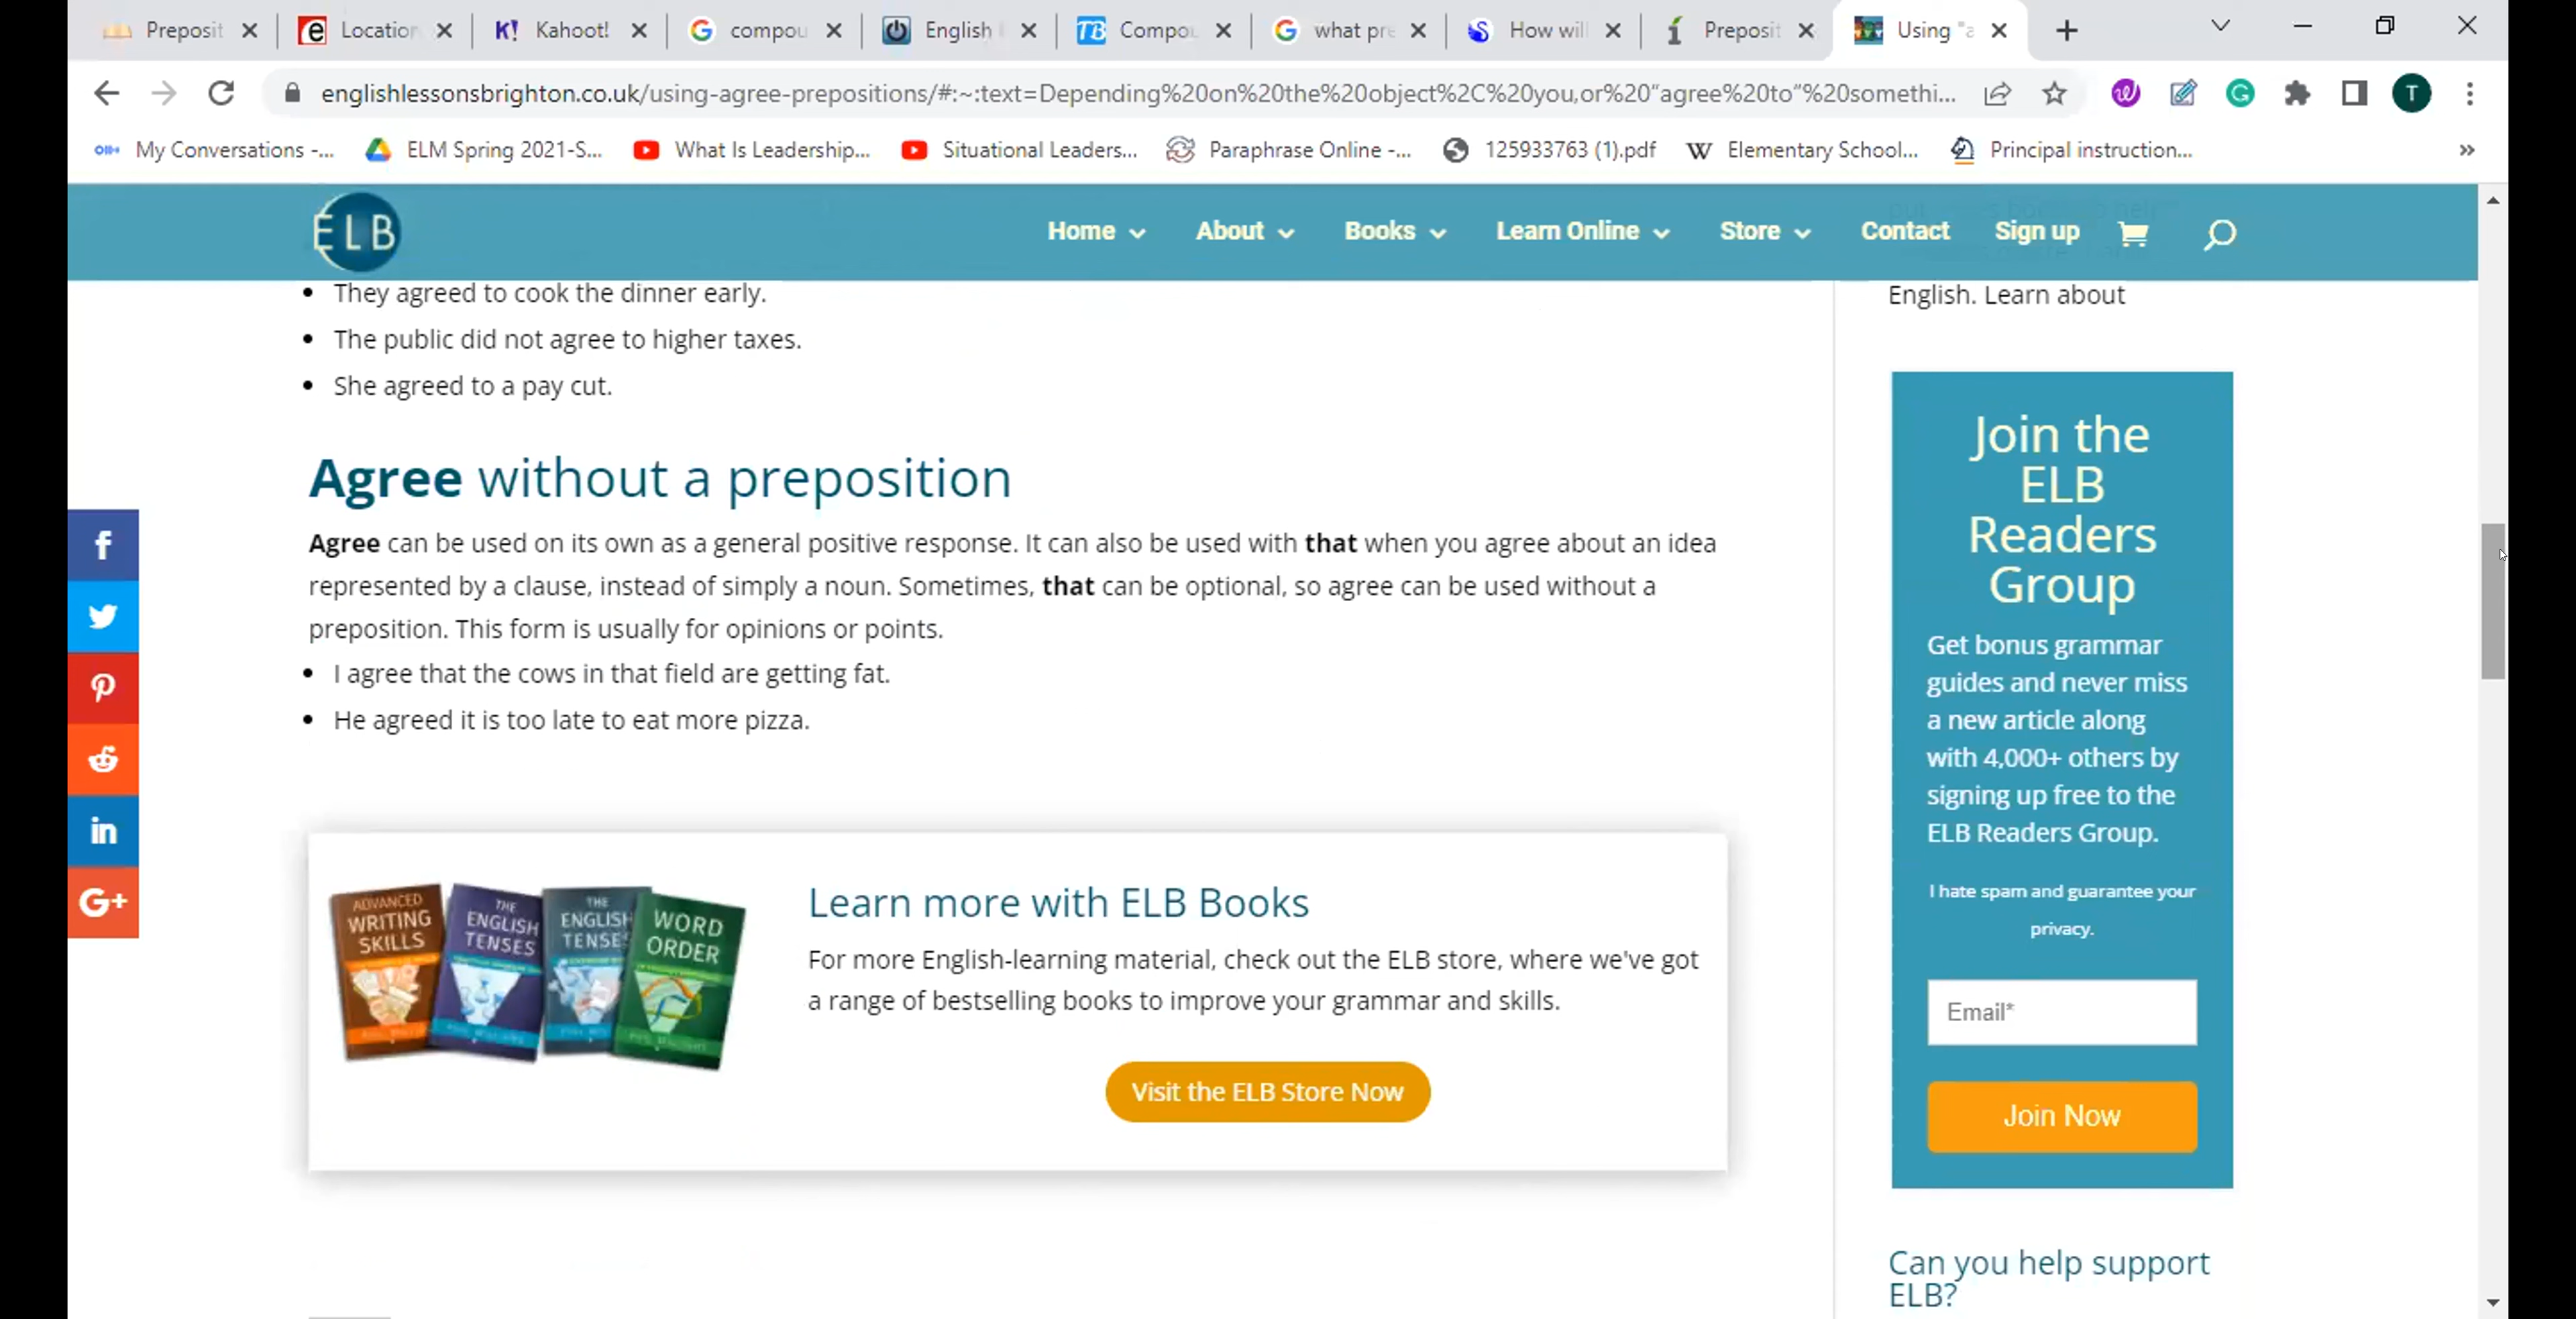 Preposit
Location
Kahoot!
compou
English
Compou
what pre
How will
Preposit
Using "a
englishlessonsbrighton.co.uk/using-agree-prepositions/#:~:text=Depending%20on%20the%20object%2C%20you,or%20"agree%20to"%20somethi...
T
My Conversations -...
ELM Spring 2021-S...
What Is Leadership...
Situational Leaders...
Paraphrase Online -...
125933763 (1).pdf
Elementary School...
Principal instruction...
ELB
Home
About
Books
Learn Online
Store
Contact
Sign up
They agreed to cook the dinner early.
The public did not agree to higher taxes.
She agreed to a pay cut.
Agree without a preposition
Agree can be used on its own as a general positive response. It can also be used with that when you agree about an idea
represented by a clause, instead of simply a noun. Sometimes, that can be optional, so agree can be used without a
preposition. This form is usually for opinions or points.
I agree that the cows in that field are getting fat.
He agreed it is too late to eat more pizza.
ADVANCED
WRITING
SKILLS
THE
ENGLISH
TENSES
THE
ENGLISH
TENSES
WORD
ORDER
Learn more with ELB Books
For more English-learning material, check out the ELB store, where we've got
a range of bestselling books to improve your grammar and skills.
Visit the ELB Store Now
English. Learn about
Join the
ELB
Readers
Group
Get bonus grammar
guides and never miss
a new article along
with 4,000+ others by
signing up free to the
ELB Readers Group.
I hate spam and guarantee your
privacy.
Email*
Join Now
Can you help support
ELB?